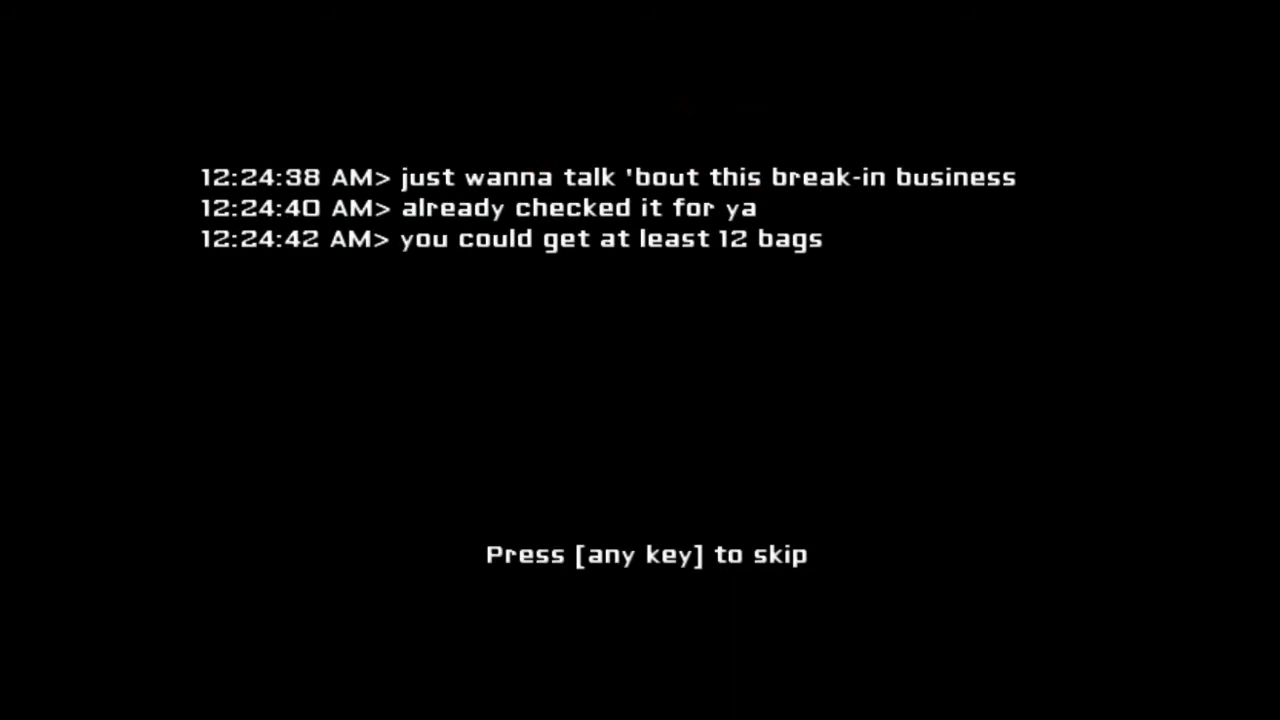 12:24:38 AM> just wanna talk 'bout this break-in business
12:24:40 AM> already checked it for ya
12:24:42 AM> you could get at least 12 bags
Press [any key] to skip